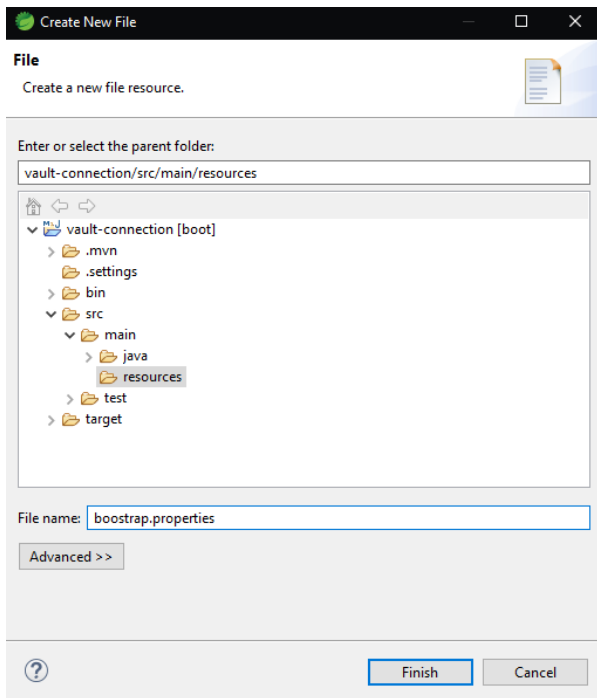 Create New File
File
Create a new file resource.
Enter or select the parent folder:
vault-connection/src/main/resources
vault-connection [boot]
.mvn
.settings
bin
src
main
java
resources
test
target
File name: boostrap.properties
Advanced >>
Finish Cancel